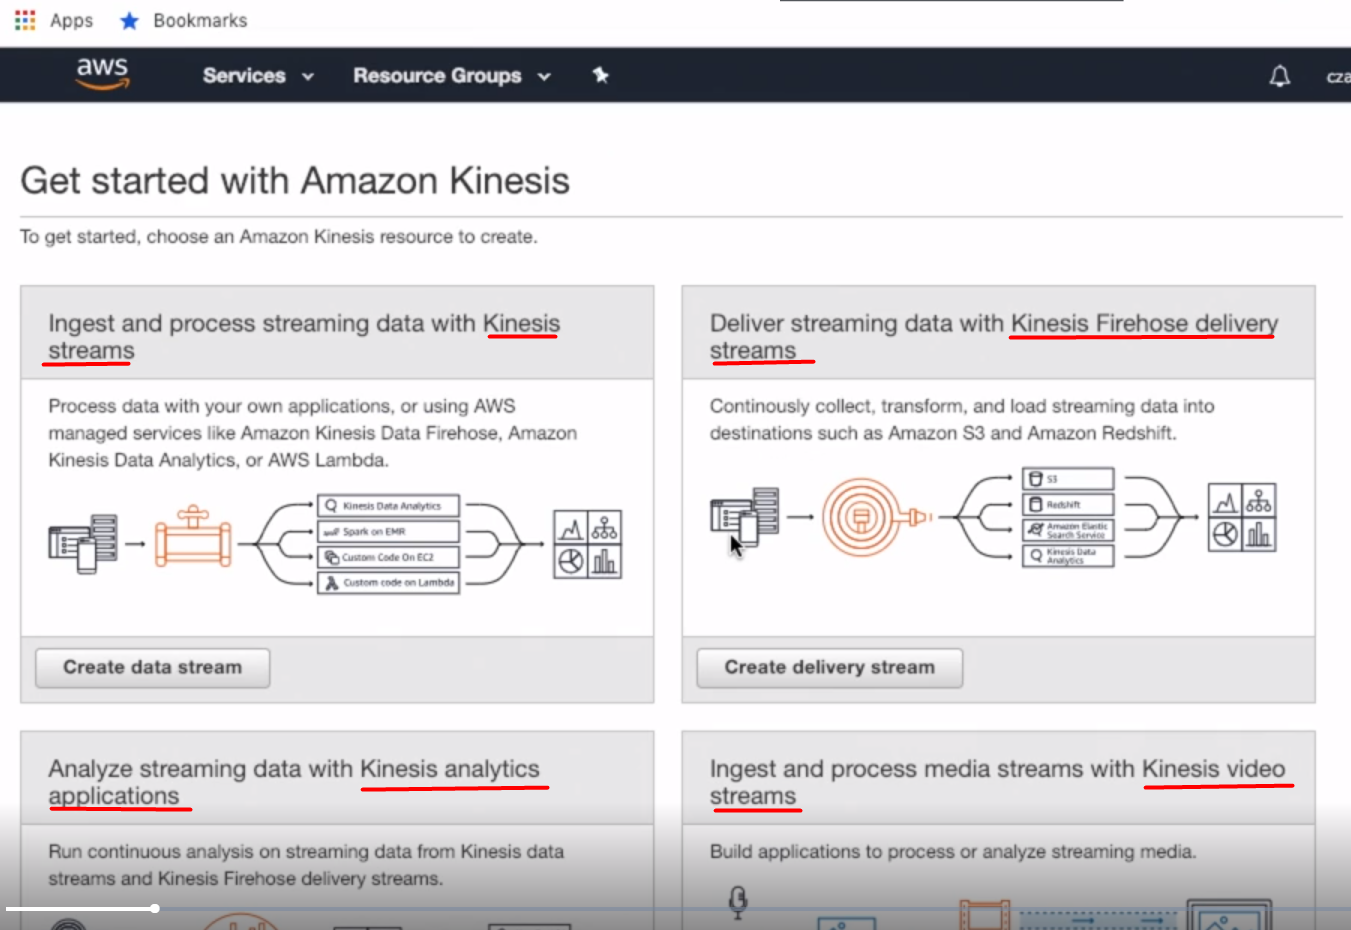 Apps Bookmarks
aws Services Resource Groups cza
Get started with Amazon Kinesis
To get started, choose an Amazon Kinesis resource to create.
Ingest and process streaming data with Kinesis
streams
Process data with your own applications, or using AWS
managed services like Amazon Kinesis Data Firehose, Amazon
Kinesis Data Analytics, or AWS Lambda.
Kinesis Data Analytics
Spark on EMR
Custom Code On EC2
Custom code on Lambda
Create data stream
Deliver streaming data with Kinesis Firehose delivery
streams
Continously collect, transform, and load streaming data into
destinations such as Amazon S3 and Amazon Redshift.
S3
Redshift
Amazon Elastic
Search Service
Kinesis Data
Analytics
Create delivery stream
Analyze streaming data with Kinesis analytics
applications
Run continuous analysis on streaming data from Kinesis data
streams and Kinesis Firehose delivery streams.
Ingest and process media streams with Kinesis video
streams
Build applications to process or analyze streaming media.